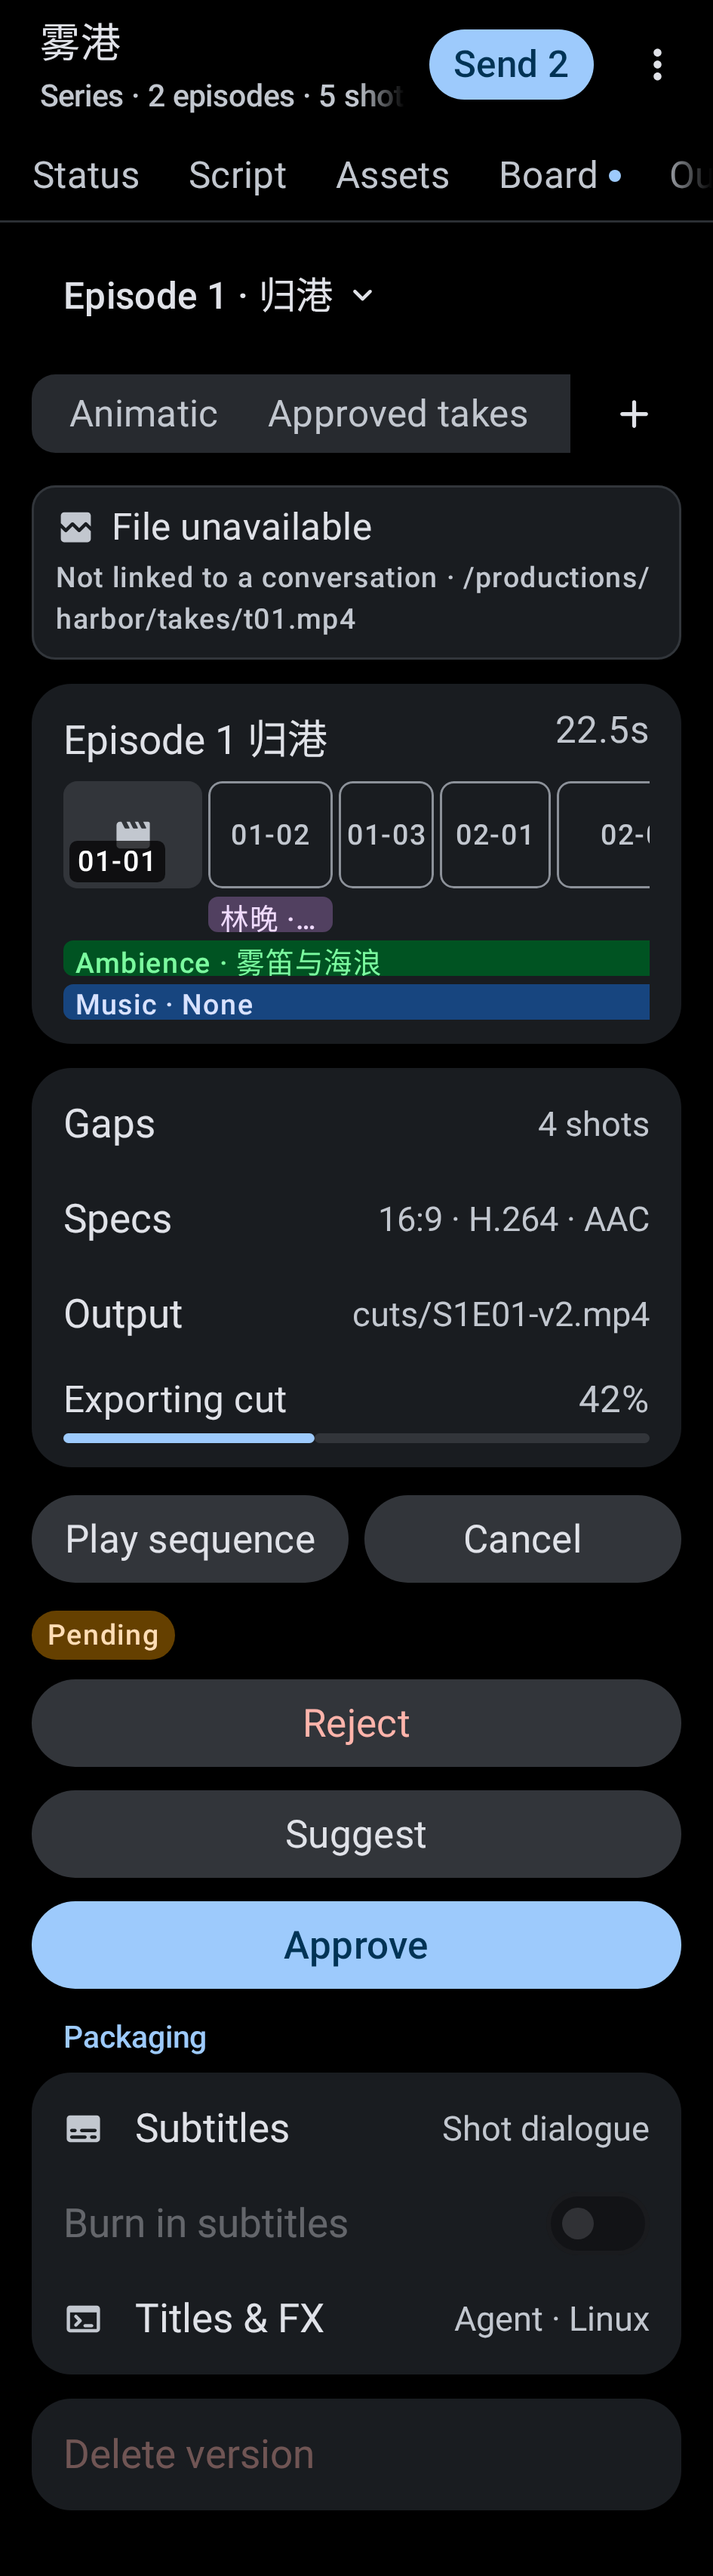 雾港
Send 2
Series · 2 episodes · 5 shot
Status Script Assets Board
Episode 1 · 归港
Animatic Approved takes +
File unavailable
Not linked to a conversation · /productions/
harbor/takes/t01.mp4
Episode 1 归港 22.5s
01-01 01-02 01-03 02-01 02-
林晚 ·…
Ambience · 雾笛与海浪
Music · None
Gaps 4 shots
Specs 16:9 · H.264 · AAC
Output cuts/S1E01-v2.mp4
Exporting cut 42%
Play sequence Cancel
Pending
Reject
Suggest
Approve
Packaging
Subtitles Shot dialogue
Burn in subtitles
Titles & FX Agent · Linux
Delete version